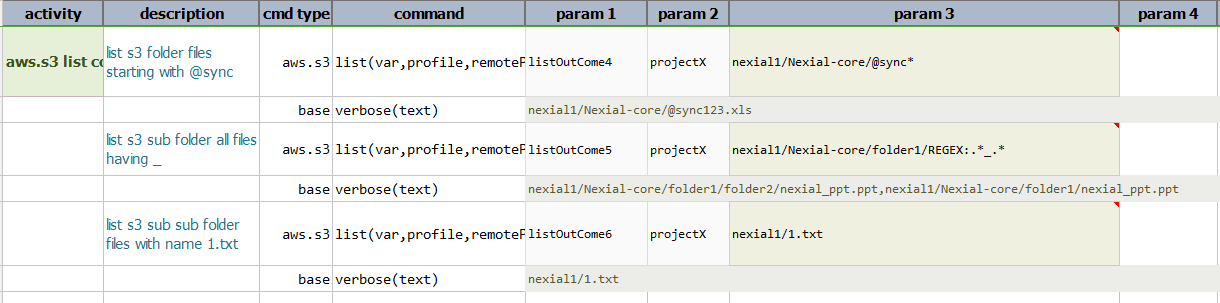 activity description cmd type command param 1 param 2 param 3 param 4
aws.s3 list co list s3 folder files
starting with @sync aws.s3 list(var,profile,remoteP listOutCome4 projectX nexial1/Nexial-core/@sync*
base verbose(text) nexial1/Nexial-core/@sync123.xls
list s3 sub folder all files
having _ aws.s3 list(var,profile,remoteP listOutCome5 projectX nexial1/Nexial-core/folder1/REGEX:.*_.*
base verbose(text) nexial1/Nexial-core/folder1/folder2/nexial_ppt.ppt,nexial1/Nexial-core/folder1/nexial_ppt.ppt
list s3 sub sub folder
files with name 1.txt aws.s3 list(var,profile,remoteP listOutCome6 projectX nexial1/1.txt
base verbose(text) nexial1/1.txt